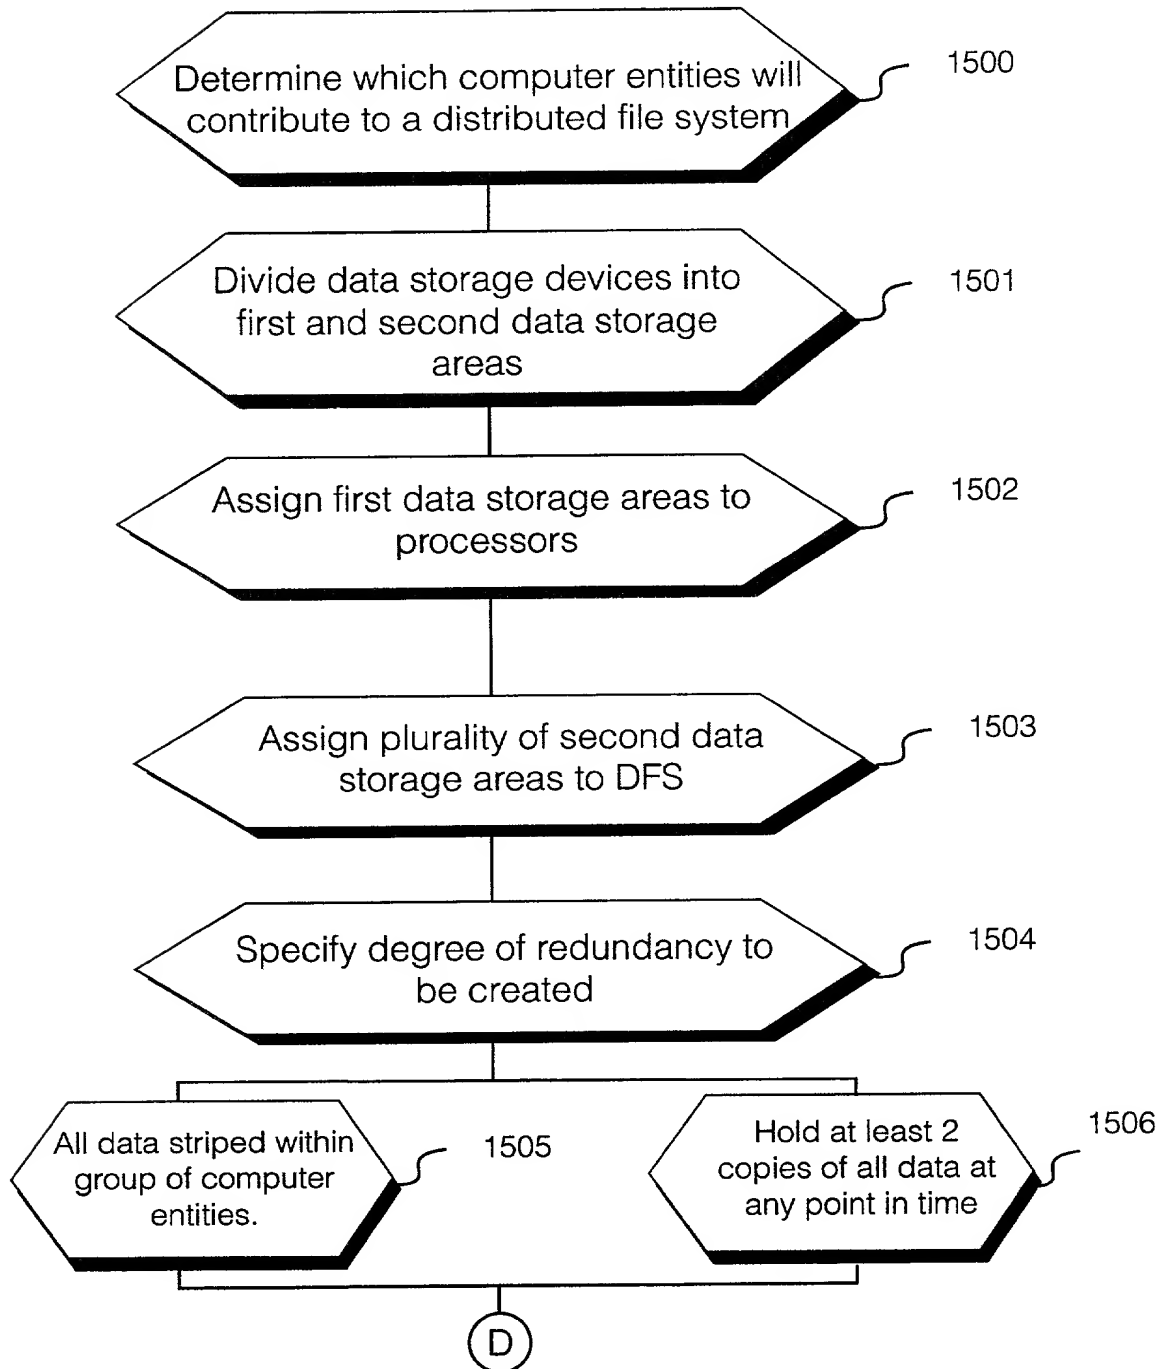 Determine which computer entities will
contribute to a distributed file system
1500
Divide data storage devices into
first and second data storage
areas
1501
Assign first data storage areas to
processors
1502
Assign plurality of second data
storage areas to DFS
1503
Specify degree of redundancy to
be created
1504
All data striped within
group of computer
entities.
1505
Hold at least 2
copies of all data at
any point in time
1506
D